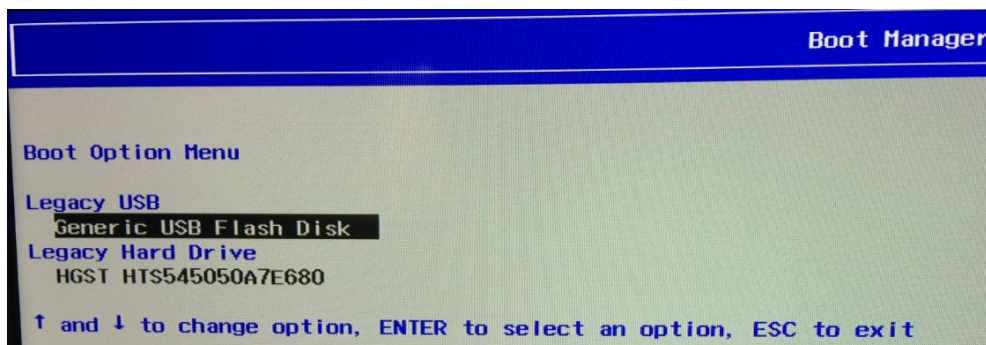 Boot Manager
Boot Option Menu
Legacy USB
Generic USB Flash Disk
Legacy Hard Drive
HGST HTS545050A7E680
↑ and ↓ to change option, ENTER to select an option, ESC to exit